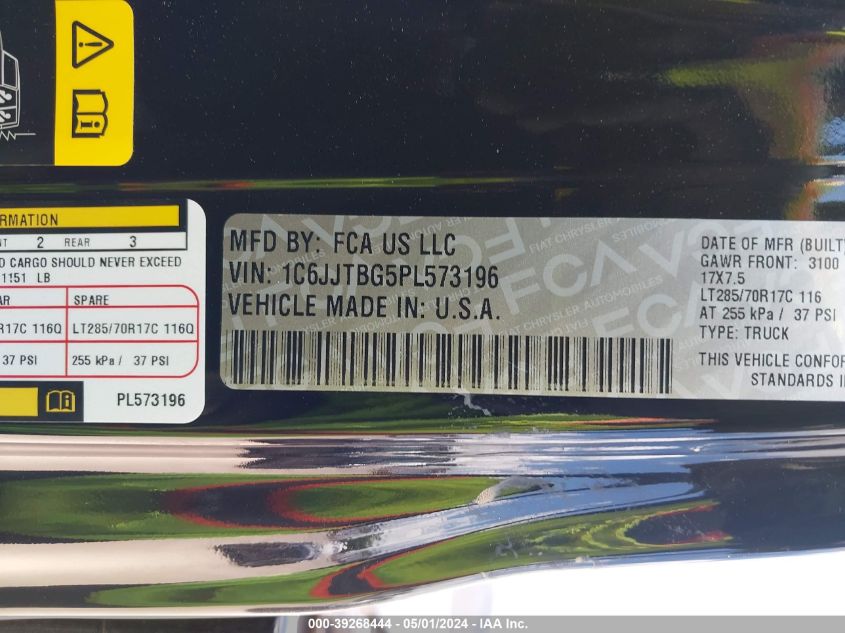 RMATION
NT 2 REAR 3
D CARGO SHOULD NEVER EXCEED
1151 LB
SPARE
R17C 116Q LT285/70R17C 116Q
37 PSI 255 kPa / 37 PSI
PL573196
MFD BY: FCA US LLC
VIN: 1C6JJTBG5PL573196
VEHICLE MADE IN: U.S.A.
DATE OF MFR (BUILT)
GAWR FRONT: 3100
17X7.5
LT285/70R17C 116
AT 255 kPa / 37 PSI
TYPE: TRUCK
THIS VEHICLE CONFOR
STANDARDS I
000-39268444 - 05/01/2024 - IAA Inc.